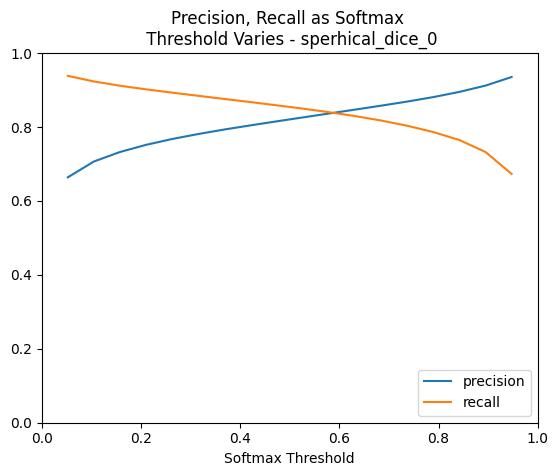 Precision, Recall as Softmax
Threshold Varies - sperhical_dice_0
1.0
0.8
0.6
0.4
0.2
0.0
precision
recall
0.0 0.2 0.4 0.6 0.8 1.0
Softmax Threshold